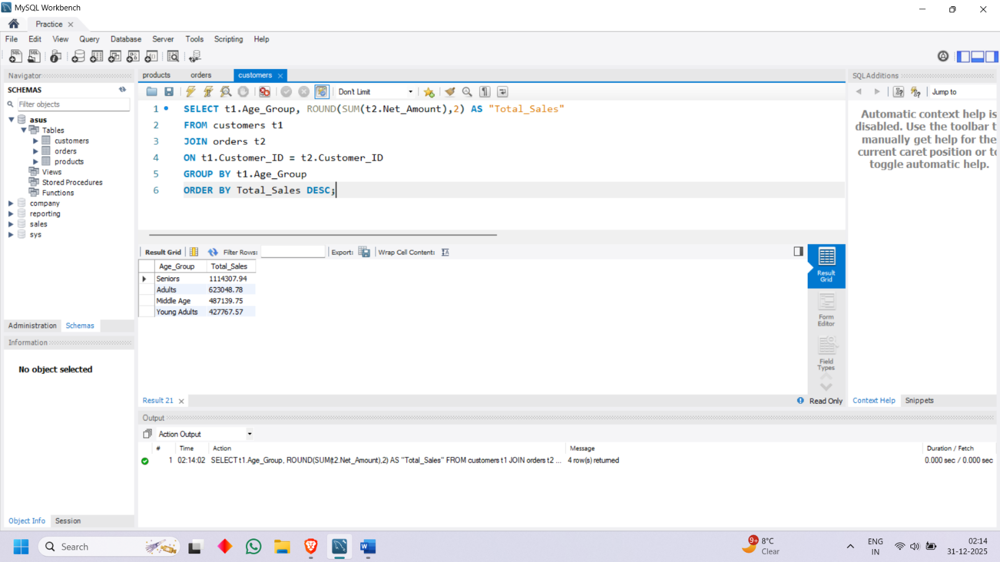 MySQL Workbench
Practice
File Edit View Query Database Server Tools Scripting Help
Navigator
SCHEMAS
Filter objects
asus
Tables
customers
orders
products
Views
Stored Procedures
Functions
company
reporting
sales
sys
Administration Schemas
Information
No object selected
Object Info Session
products orders customers
Don't Limit
1 SELECT t1.Age_Group, ROUND(SUM(t2.Net_Amount),2) AS "Total_Sales"
2 FROM customers t1
3 JOIN orders t2
4 ON t1.Customer_ID = t2.Customer_ID
5 GROUP BY t1.Age_Group
6 ORDER BY Total_Sales DESC;
Result Grid Filter Rows: Export: Wrap Cell Content:
Age_Group Total_Sales
Seniors 1114307.94
Adults 623048.78
Middle Age 487139.75
Young Adults 427767.57
Result
Grid
Form
Editor
Field
Types
Result 21
Read Only
SQLAdditions
Jump to
Automatic context help is
disabled. Use the toolbar t
manually get help for the
current caret position or to
toggle automatic help.
Context Help Snippets
Output
Action Output
# Time Action Message Duration / Fetch
1 02:14:02 SELECT t1.Age_Group, ROUND(SUM(t2.Net_Amount),2) AS "Total_Sales" FROM customers t1 JOIN orders t2 ... 4 row(s) returned 0.000 sec / 0.000 sec
Search
9+
8°C
Clear
ENG
IN
02:14
31-12-2025